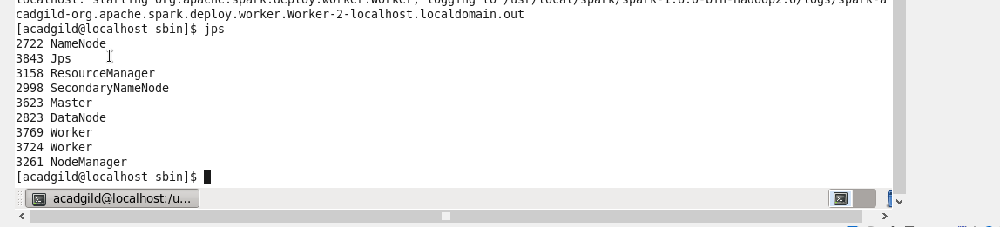 localhost: starting org.apache.spark.deploy.worker.Worker, logging to /usr/local/spark/spark-1.6.0-bin-hadoop2.6/logs/spark-a
cadgild-org.apache.spark.deploy.worker.Worker-2-localhost.localdomain.out
[acadgild@localhost sbin]$ jps
2722 NameNode
3843 Jps
3158 ResourceManager
2998 SecondaryNameNode
3623 Master
2823 DataNode
3769 Worker
3724 Worker
3261 NodeManager
[acadgild@localhost sbin]$
acadgild@localhost:/u...